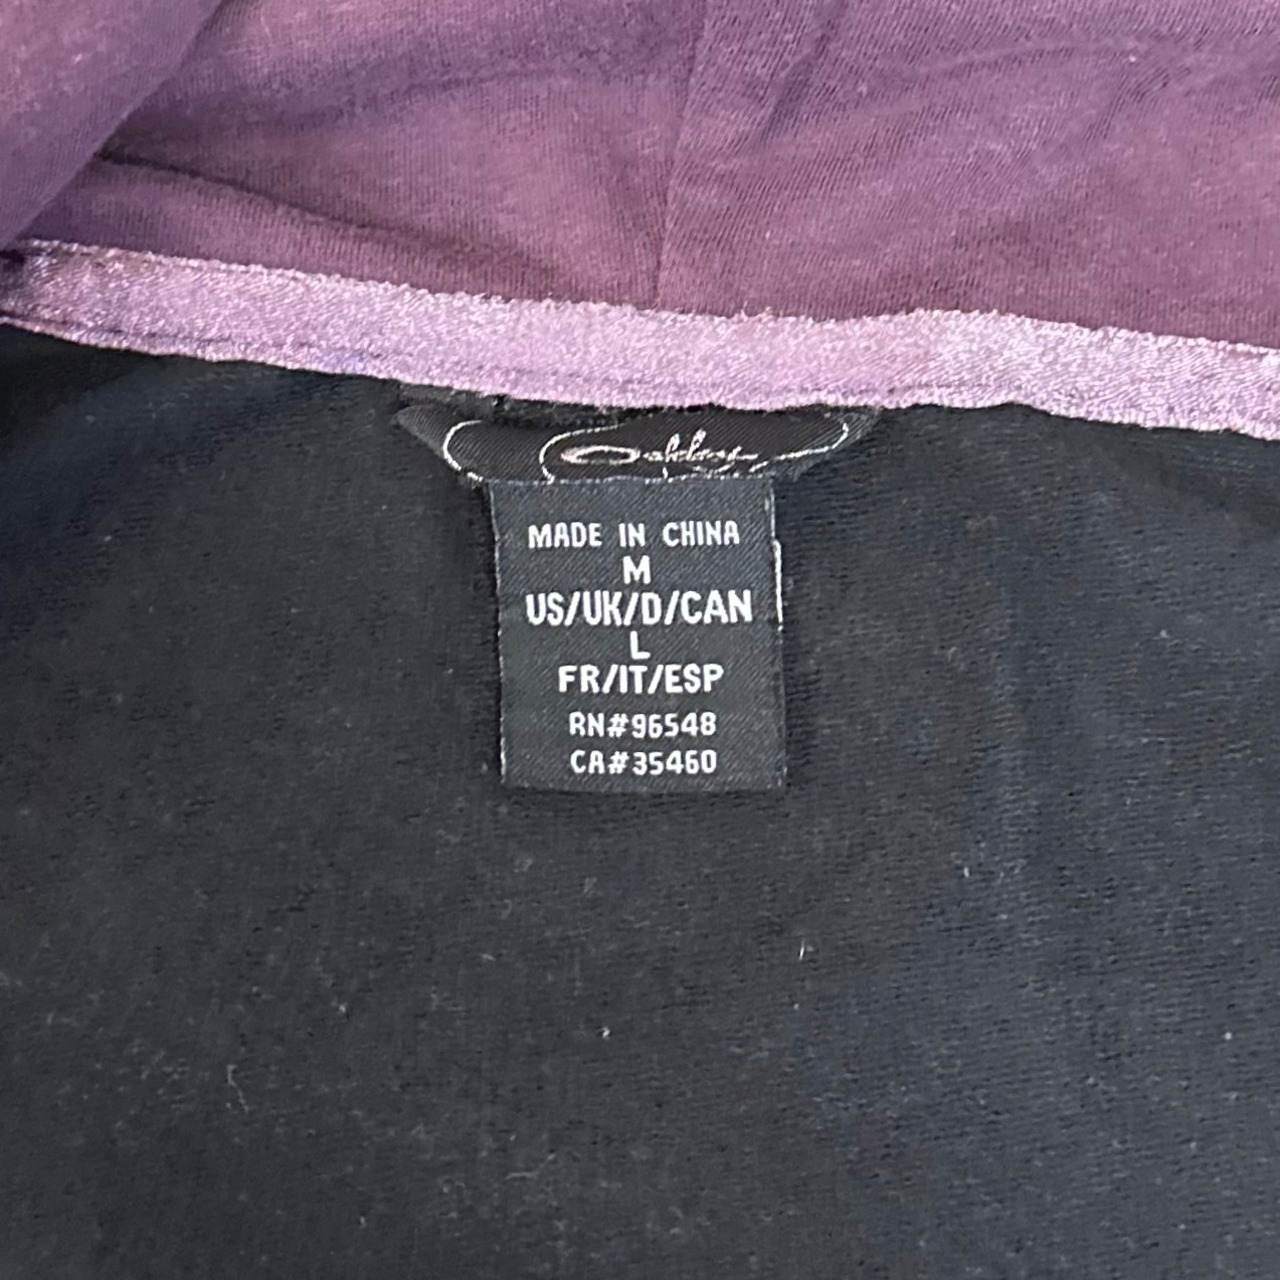 Oakley
MADE IN CHINA
M
US/UK/D/CAN
L
FR/IT/ESP
RN#96548
CA#35460